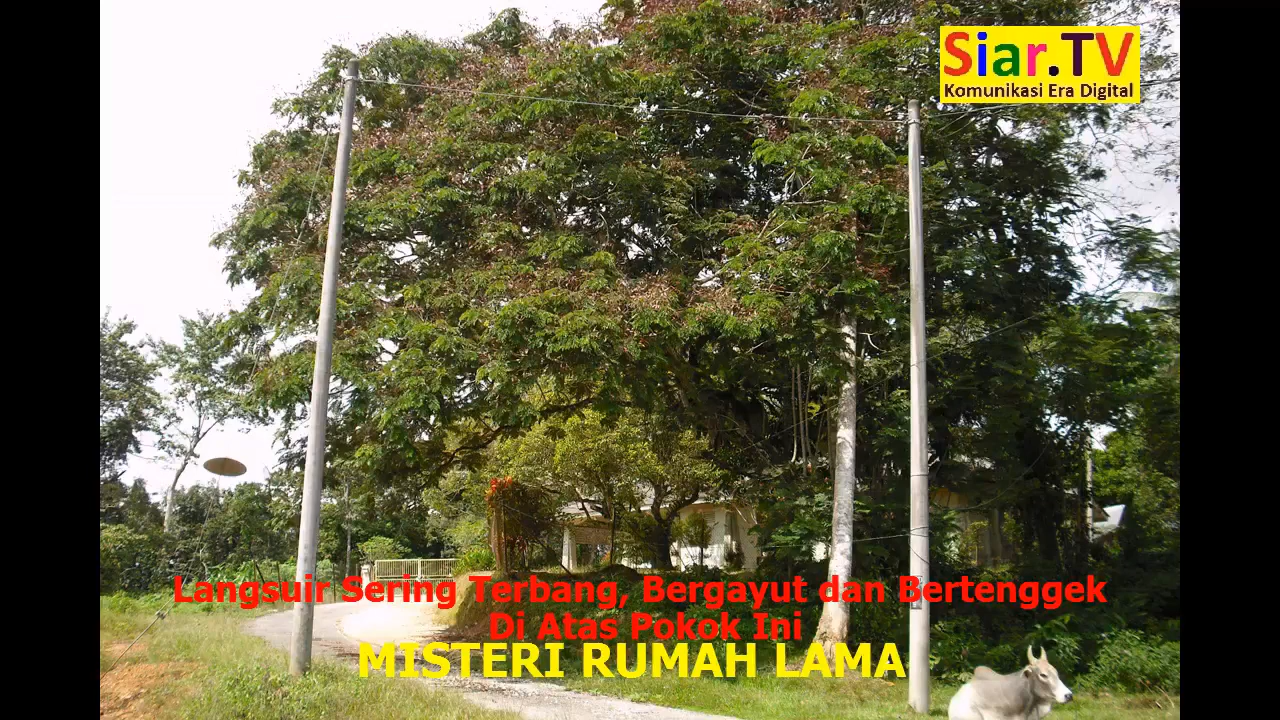 Siar.TV
Komunikasi Era Digital
Langsuir Sering Terbang, Bergayut dan Bertenggek
Di Atas Pokok Ini
MISTERI RUMAH LAMA